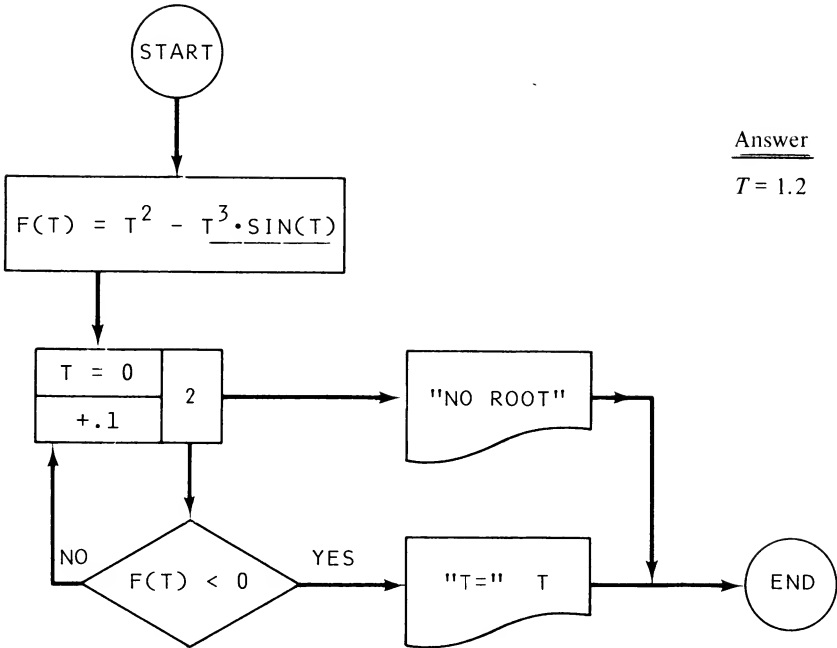 START
Answer
T = 1.2
F(T) = T² - T³·SIN(T)
T = 0
+.1
2
"NO ROOT"
NO
F(T) < 0
YES
"T=" T
END